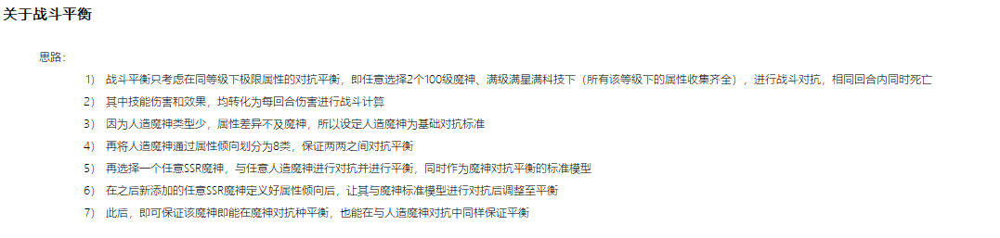 关于战斗平衡
思路：
1） 战斗平衡只考虑在同等级下极限属性的对抗平衡，即任意选择2个100级魔神、满级满星满科技下（所有该等级下的属性收集齐全），进行战斗对抗，相同回合内同时死亡
2） 其中技能伤害和效果，均转化为每回合伤害进行战斗计算
3） 因为人造魔神类型少，属性差异不及魔神，所以设定人造魔神为基础对抗标准
4） 再将人造魔神通过属性倾向划分为8类，保证两两之间对抗平衡
5） 再选择一个任意SSR魔神，与任意人造魔神进行对抗并进行平衡，同时作为魔神对抗平衡的标准模型
6） 在之后新添加的任意SSR魔神定义好属性倾向后，让其与魔神标准模型进行对抗后调整至平衡
7） 此后，即可保证该魔神即能在魔神对抗种平衡，也能在与人造魔神对抗中同样保证平衡